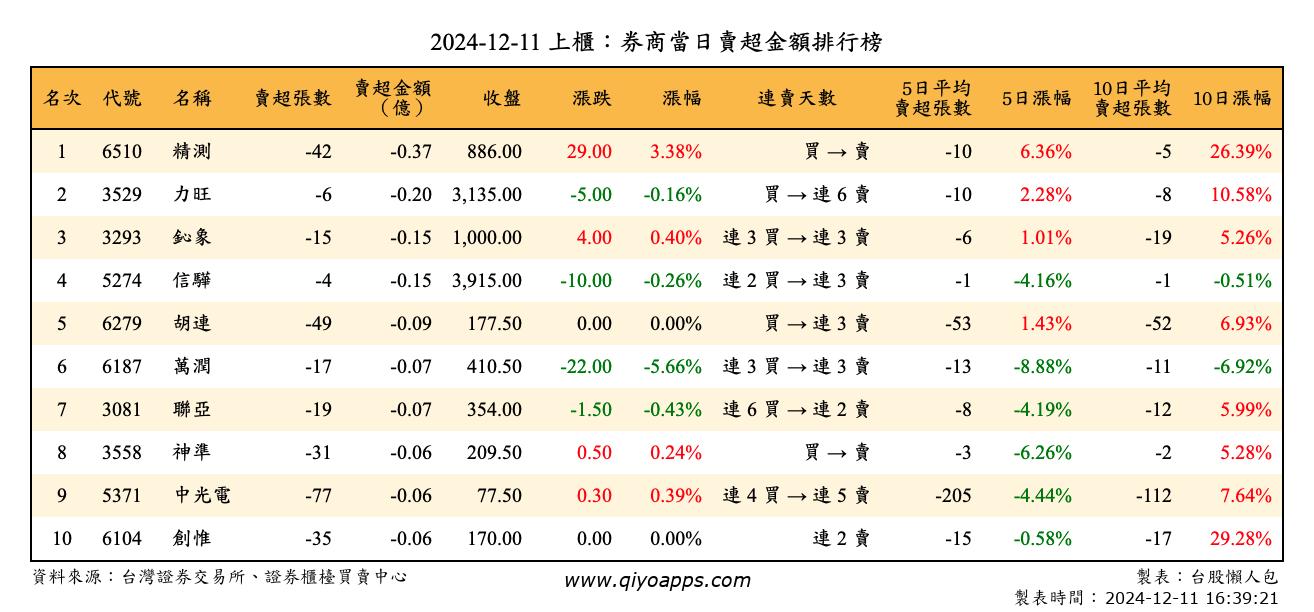 2024-12-11 上櫃：券商當日賣超金額排行榜
名次 代號 名稱 賣超張數 賣超金額（億） 收盤 漲跌 漲幅 連賣天數 5日平均賣超張數 5日漲幅 10日平均賣超張數 10日漲幅
1 6510 精測 -42 -0.37 886.00 29.00 3.38% 買 → 賣 -10 6.36% -5 26.39%
2 3529 力旺 -6 -0.20 3,135.00 -5.00 -0.16% 買 → 連 6 賣 -10 2.28% -8 10.58%
3 3293 鈊象 -15 -0.15 1,000.00 4.00 0.40% 連 3 買 → 連 3 賣 -6 1.01% -19 5.26%
4 5274 信驊 -4 -0.15 3,915.00 -10.00 -0.26% 連 2 買 → 連 3 賣 -1 -4.16% -1 -0.51%
5 6279 胡連 -49 -0.09 177.50 0.00 0.00% 買 → 連 3 賣 -53 1.43% -52 6.93%
6 6187 萬潤 -17 -0.07 410.50 -22.00 -5.66% 連 3 買 → 連 3 賣 -13 -8.88% -11 -6.92%
7 3081 聯亞 -19 -0.07 354.00 -1.50 -0.43% 連 6 買 → 連 2 賣 -8 -4.19% -12 5.99%
8 3558 神準 -31 -0.06 209.50 0.50 0.24% 買 → 賣 -3 -6.26% -2 5.28%
9 5371 中光電 -77 -0.06 77.50 0.30 0.39% 連 4 買 → 連 5 賣 -205 -4.44% -112 7.64%
10 6104 創惟 -35 -0.06 170.00 0.00 0.00% 連 2 賣 -15 -0.58% -17 29.28%
資料來源：台灣證券交易所、證券櫃檯買賣中心 www.qiyoapps.com 製表：台股懶人包
製表時間：2024-12-11 16:39:21